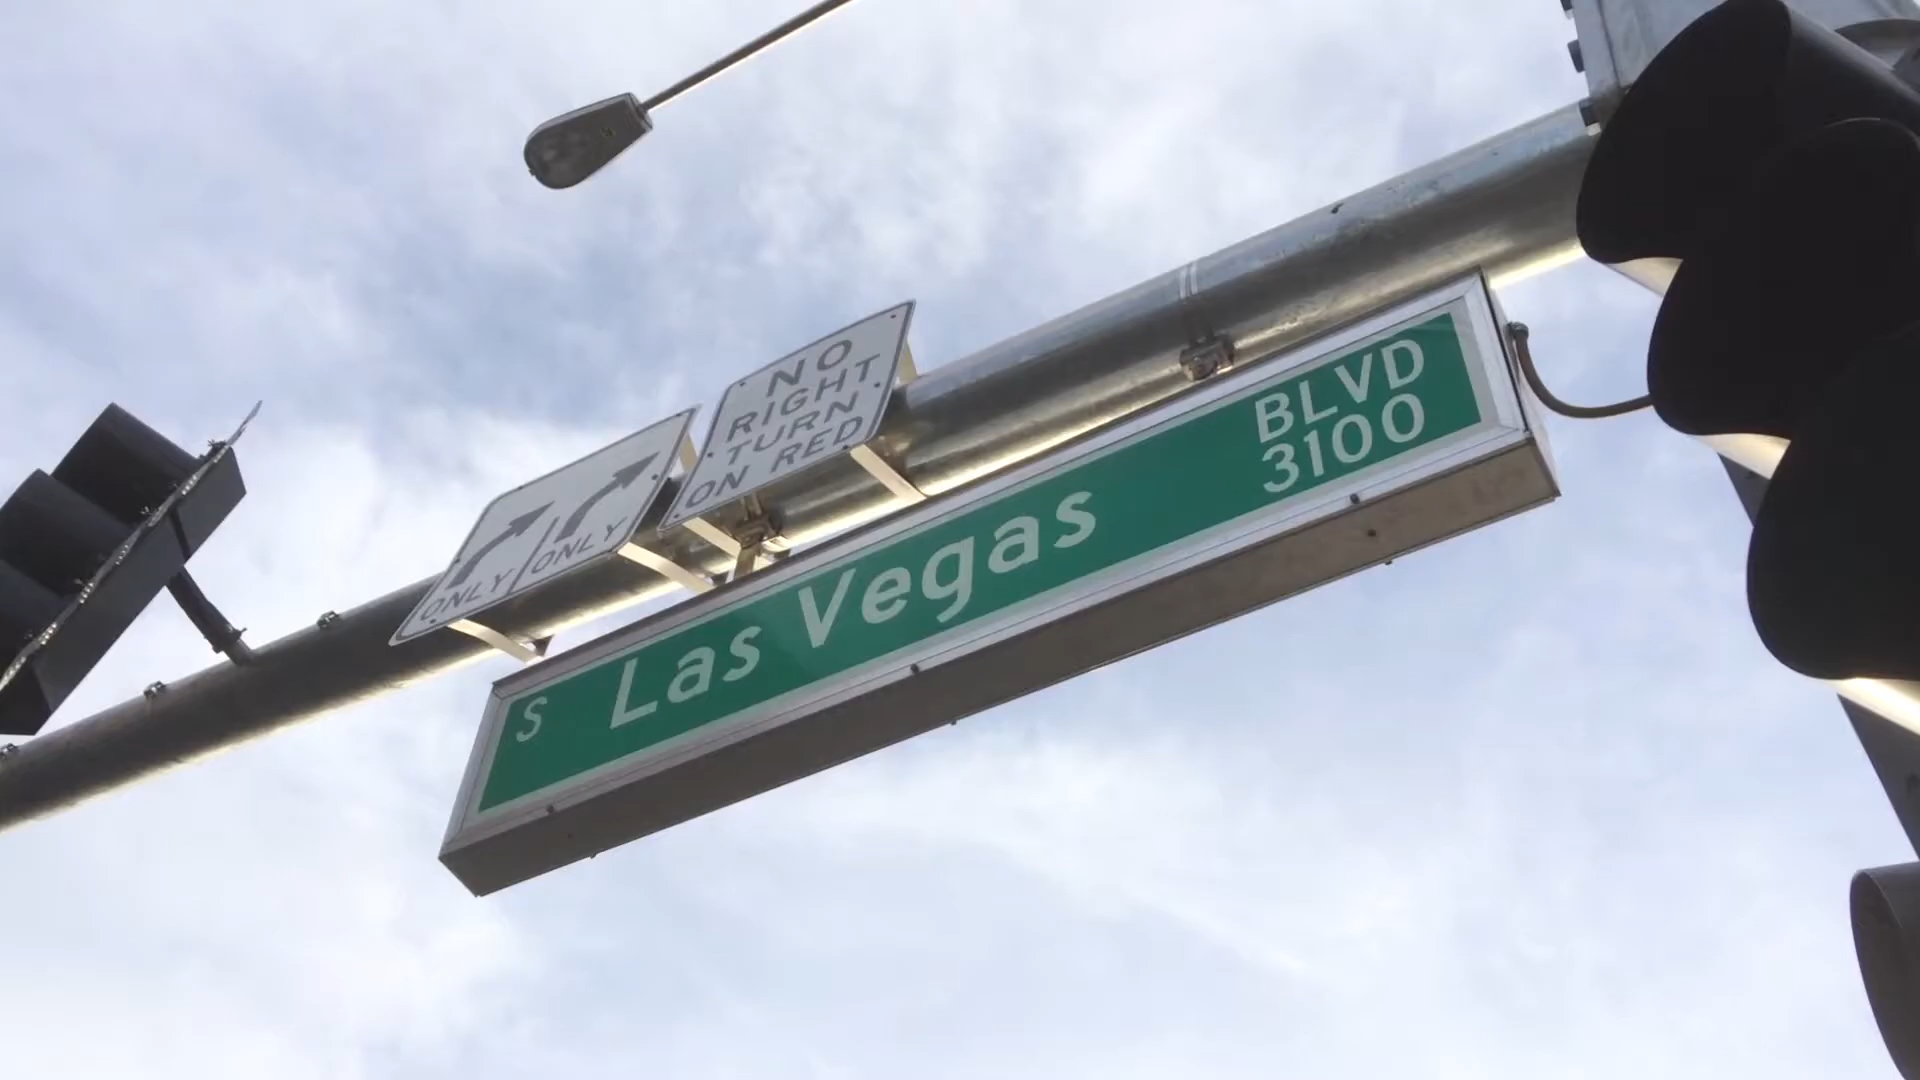 NO
RIGHT
TURN
ON RED
ONLY ONLY
S Las Vegas BLVD
3100